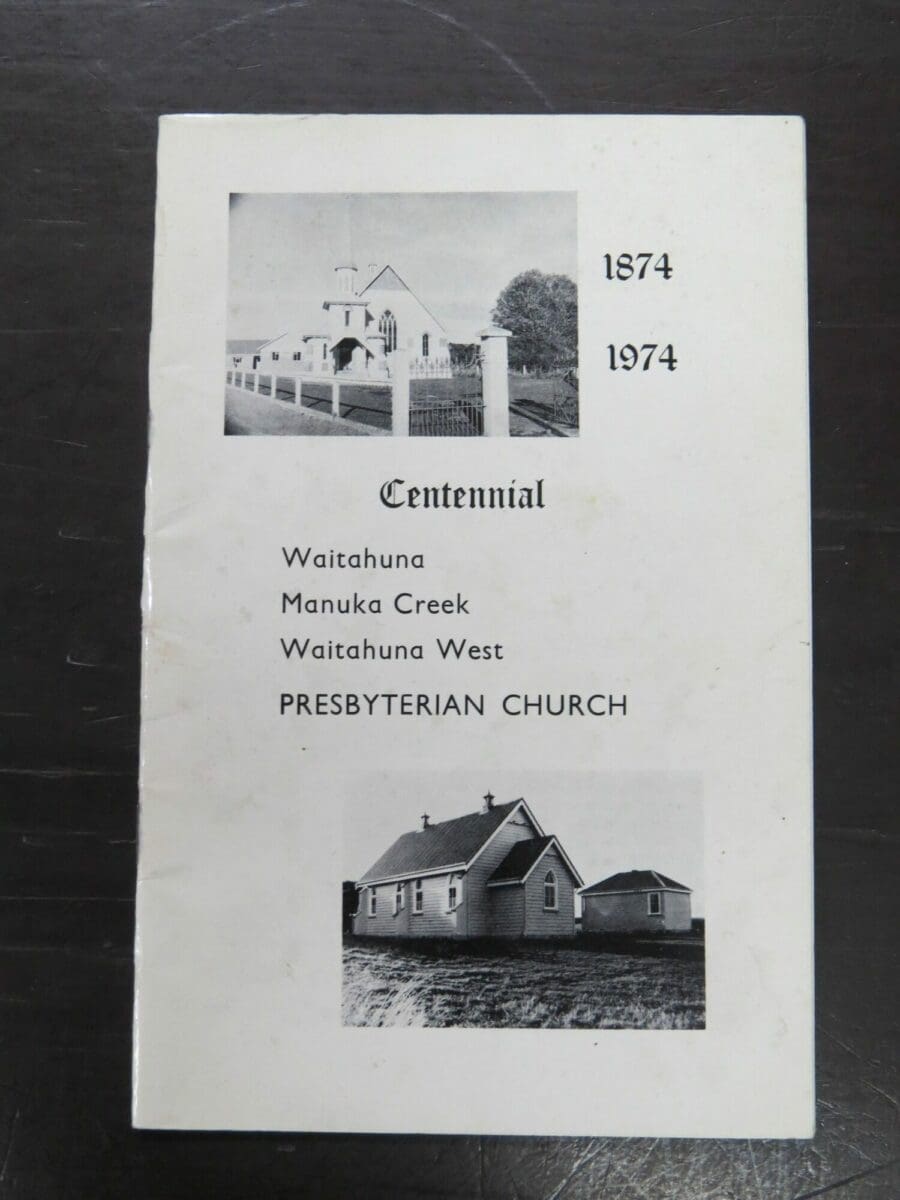 1874
1974
Centennial
Waitahuna
Manuka Creek
Waitahuna West
PRESBYTERIAN CHURCH